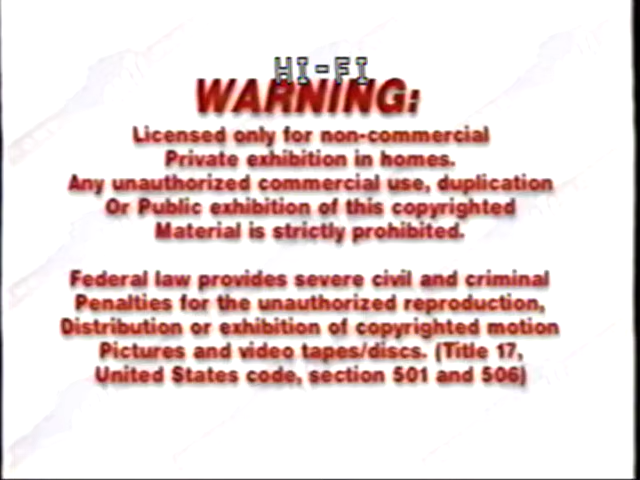 HI-FI
WARNING:
Licensed only for non-commercial
Private exhibition in homes.
Any unauthorized commercial use, duplication
Or Public exhibition of this copyrighted
Material is strictly prohibited.
Federal law provides severe civil and criminal
Penalties for the unauthorized reproduction,
Distribution or exhibition of copyrighted motion
Pictures and video tapes/discs. (Title 17,
United States code, section 501 and 506)